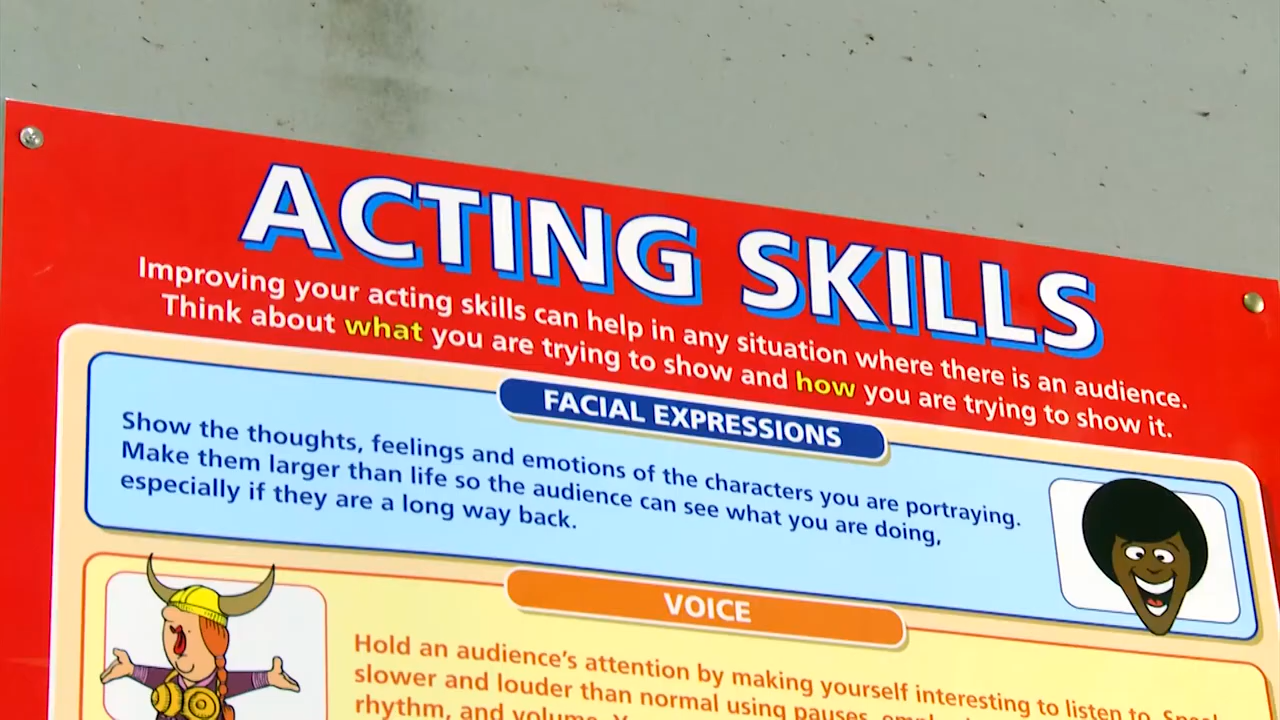 ACTING SKILLS
Improving your acting skills can help in any situation where there is an audience.
Think about what you are trying to show and how you are trying to show it.
FACIAL EXPRESSIONS
Show the thoughts, feelings and emotions of the characters you are portraying.
Make them larger than life so the audience can see what you are doing,
especially if they are a long way back.
VOICE
Hold an audience's attention by making yourself interesting to listen to. Speak
slower and louder than normal using pauses,
rhythm, and volume.